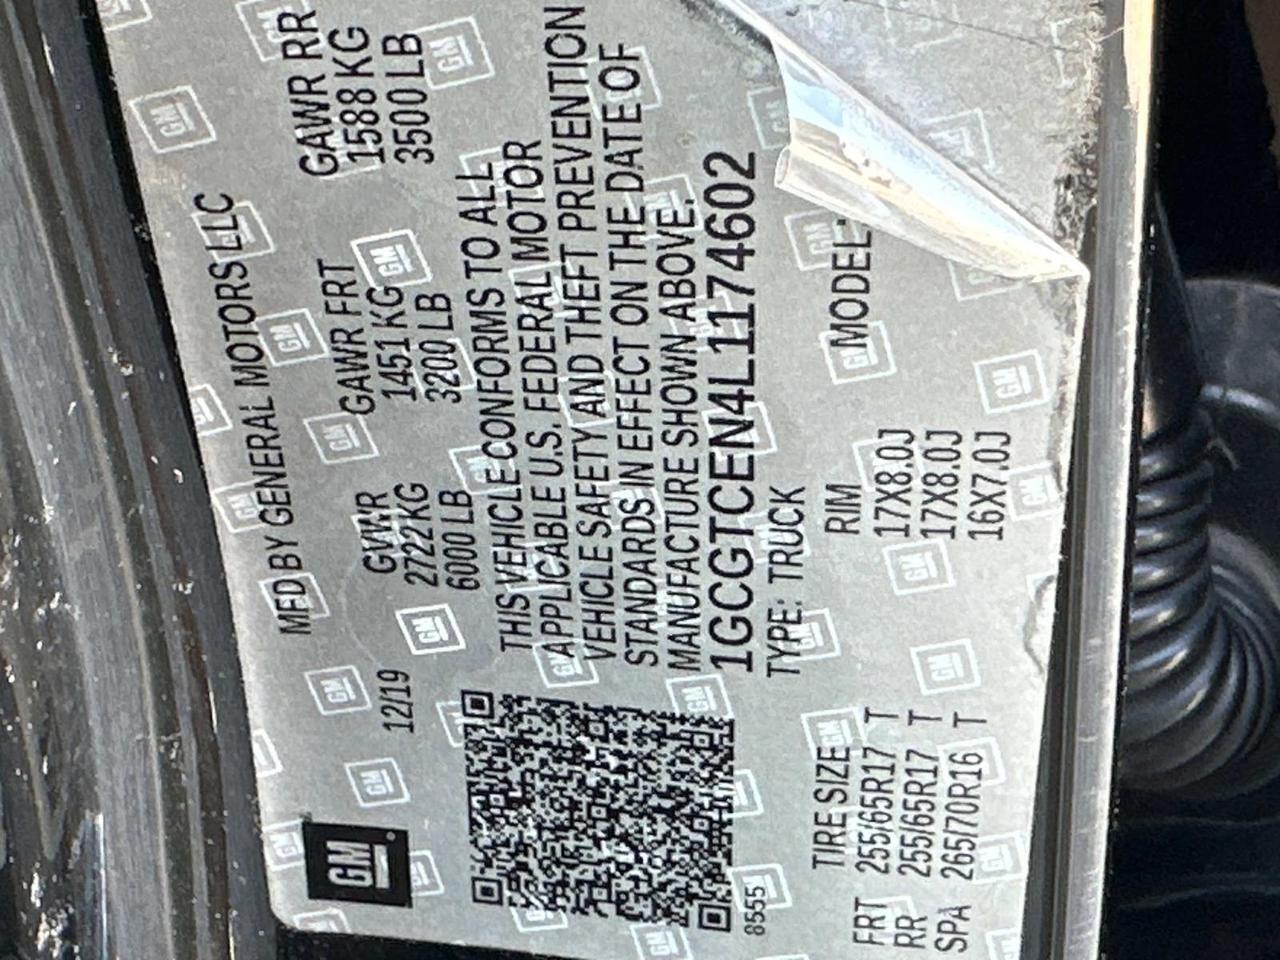 GM
MFD BY GENERAL MOTORS LLC
12/19
GVWR GAWR FRT GAWR RR
2722 KG 1451 KG 1588 KG
6000 LB 3200 LB 3500 LB
THIS VEHICLE CONFORMS TO ALL
APPLICABLE U.S. FEDERAL MOTOR
VEHICLE SAFETY AND THEFT PREVENTION
STANDARDS IN EFFECT ON THE DATE OF
MANUFACTURE SHOWN ABOVE.
1GCGTCEN4L1174602
8555
TYPE: TRUCK MODEL:
TIRE SIZE RIM
FRT 255/65R17 T 17X8.0J
RR 255/65R17 T 17X8.0J
SPA 265/70R16 T 16X7.0J